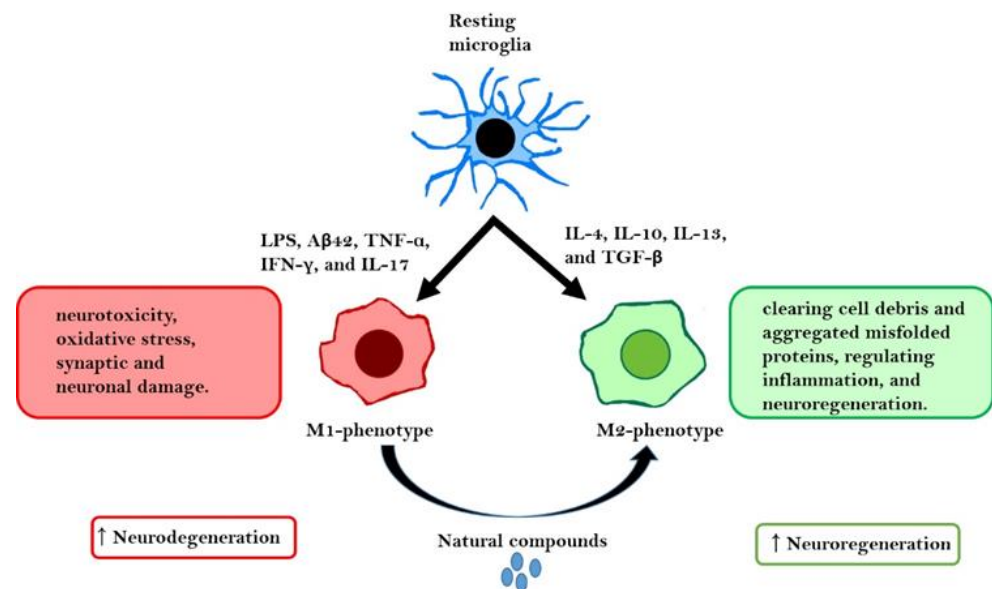 Resting
microglia
LPS, Aβ42, TNF-α,
IFN-γ, and IL-17
IL-4, IL-10, IL-13,
and TGF-β
neurotoxicity,
oxidative stress,
synaptic and
neuronal damage.
clearing cell debris and
aggregated misfolded
proteins, regulating
inflammation, and
neuroregeneration.
M1-phenotype
M2-phenotype
↑ Neurodegeneration
Natural compounds
↑ Neuroregeneration